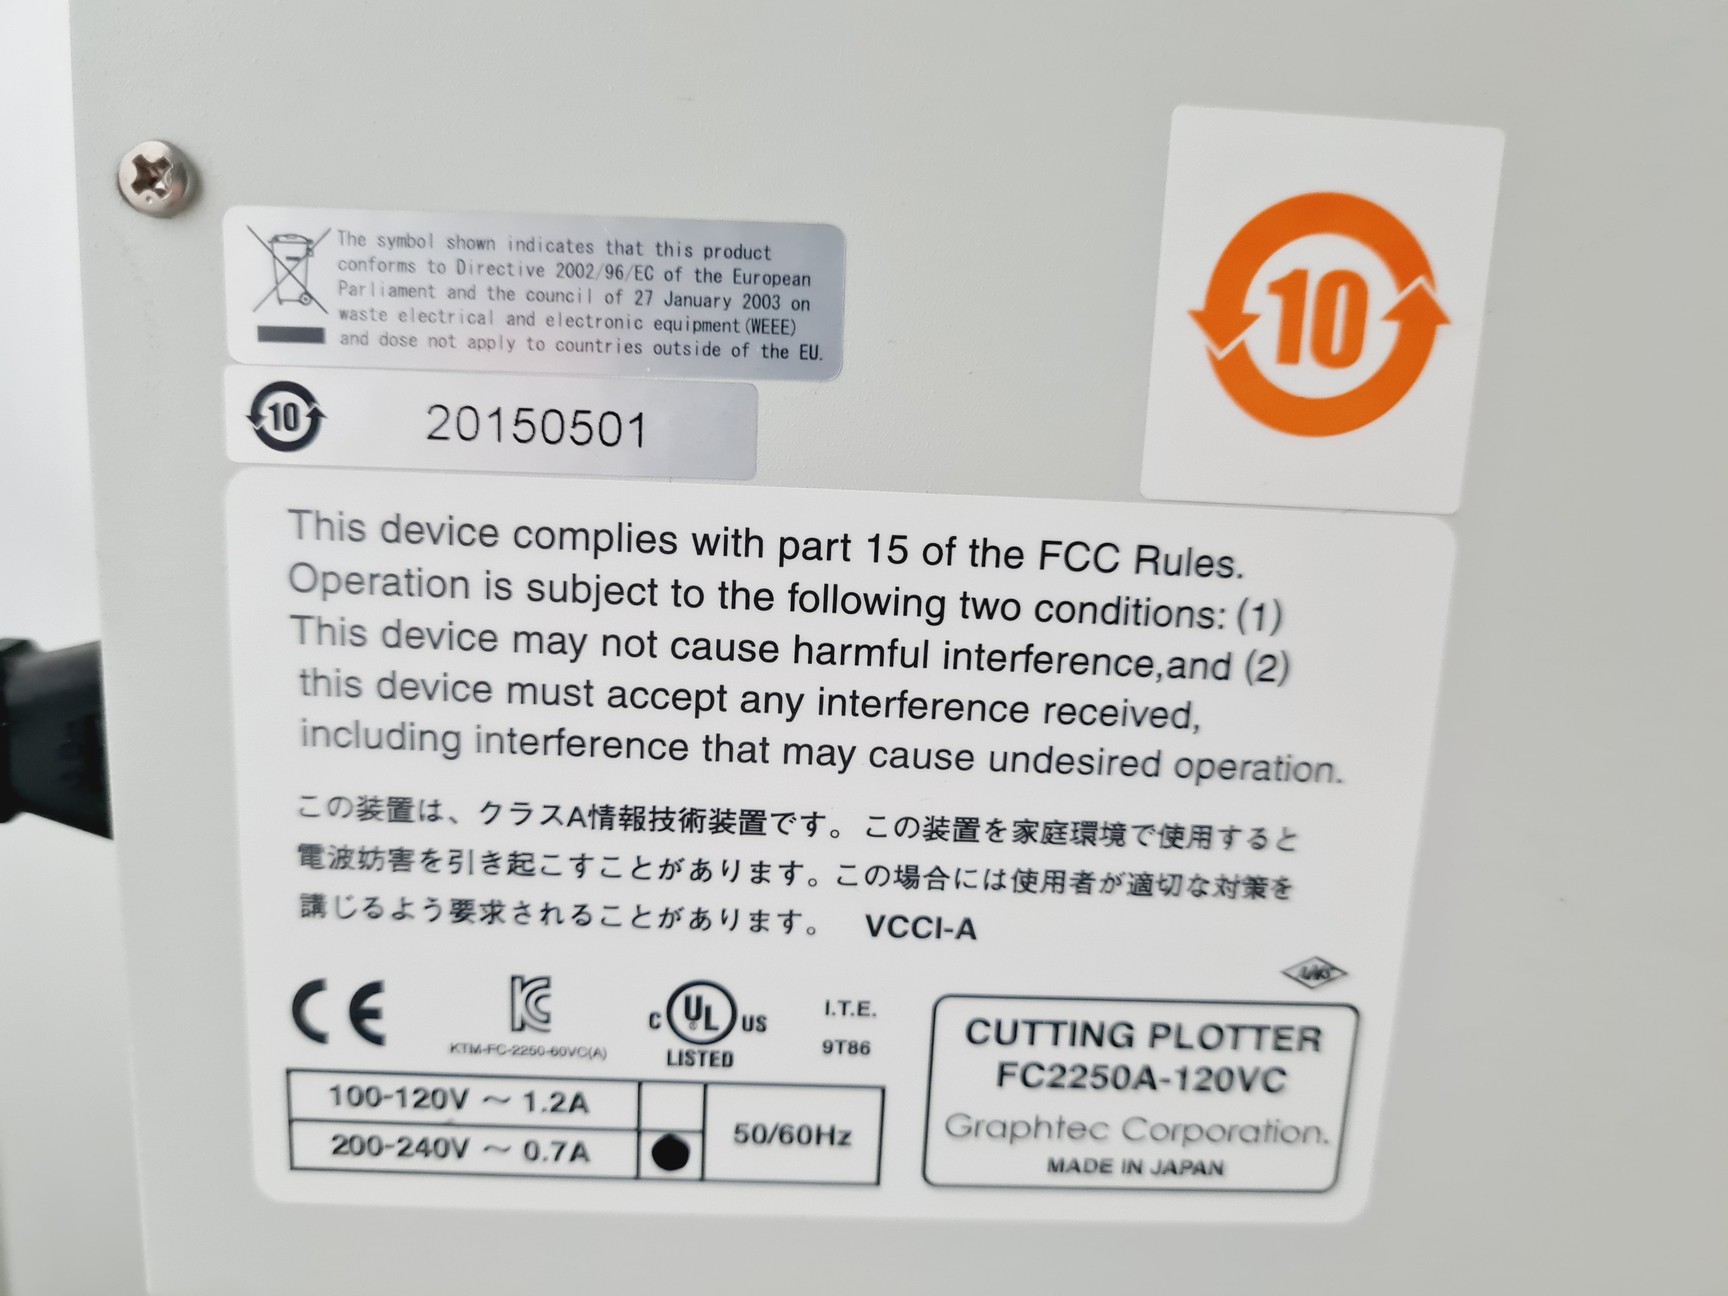 The symbol shown indicates that this product
conforms to Directive 2002/96/EC of the European
Parliament and the council of 27 January 2003 on
waste electrical and electronic equipment(WEEE)
and dose not apply to countries outside of the EU.
10
10 20150501
This device complies with part 15 of the FCC Rules.
Operation is subject to the following two conditions: (1)
This device may not cause harmful interference,and (2)
this device must accept any interference received,
including interference that may cause undesired operation.
この装置は、クラスA情報技術装置です。この装置を家庭環境で使用すると
電波妨害を引き起こすことがあります。この場合には使用者が適切な対策を
講じるよう要求されることがあります。 VCCI-A
CE
KC
KTM-FC-2250-60VC(A)
C UL US
LISTED
I.T.E.
9T86
100-120V ~ 1.2A
200-240V ~ 0.7A
50/60Hz
CUTTING PLOTTER
FC2250A-120VC
Graphtec Corporation.
MADE IN JAPAN